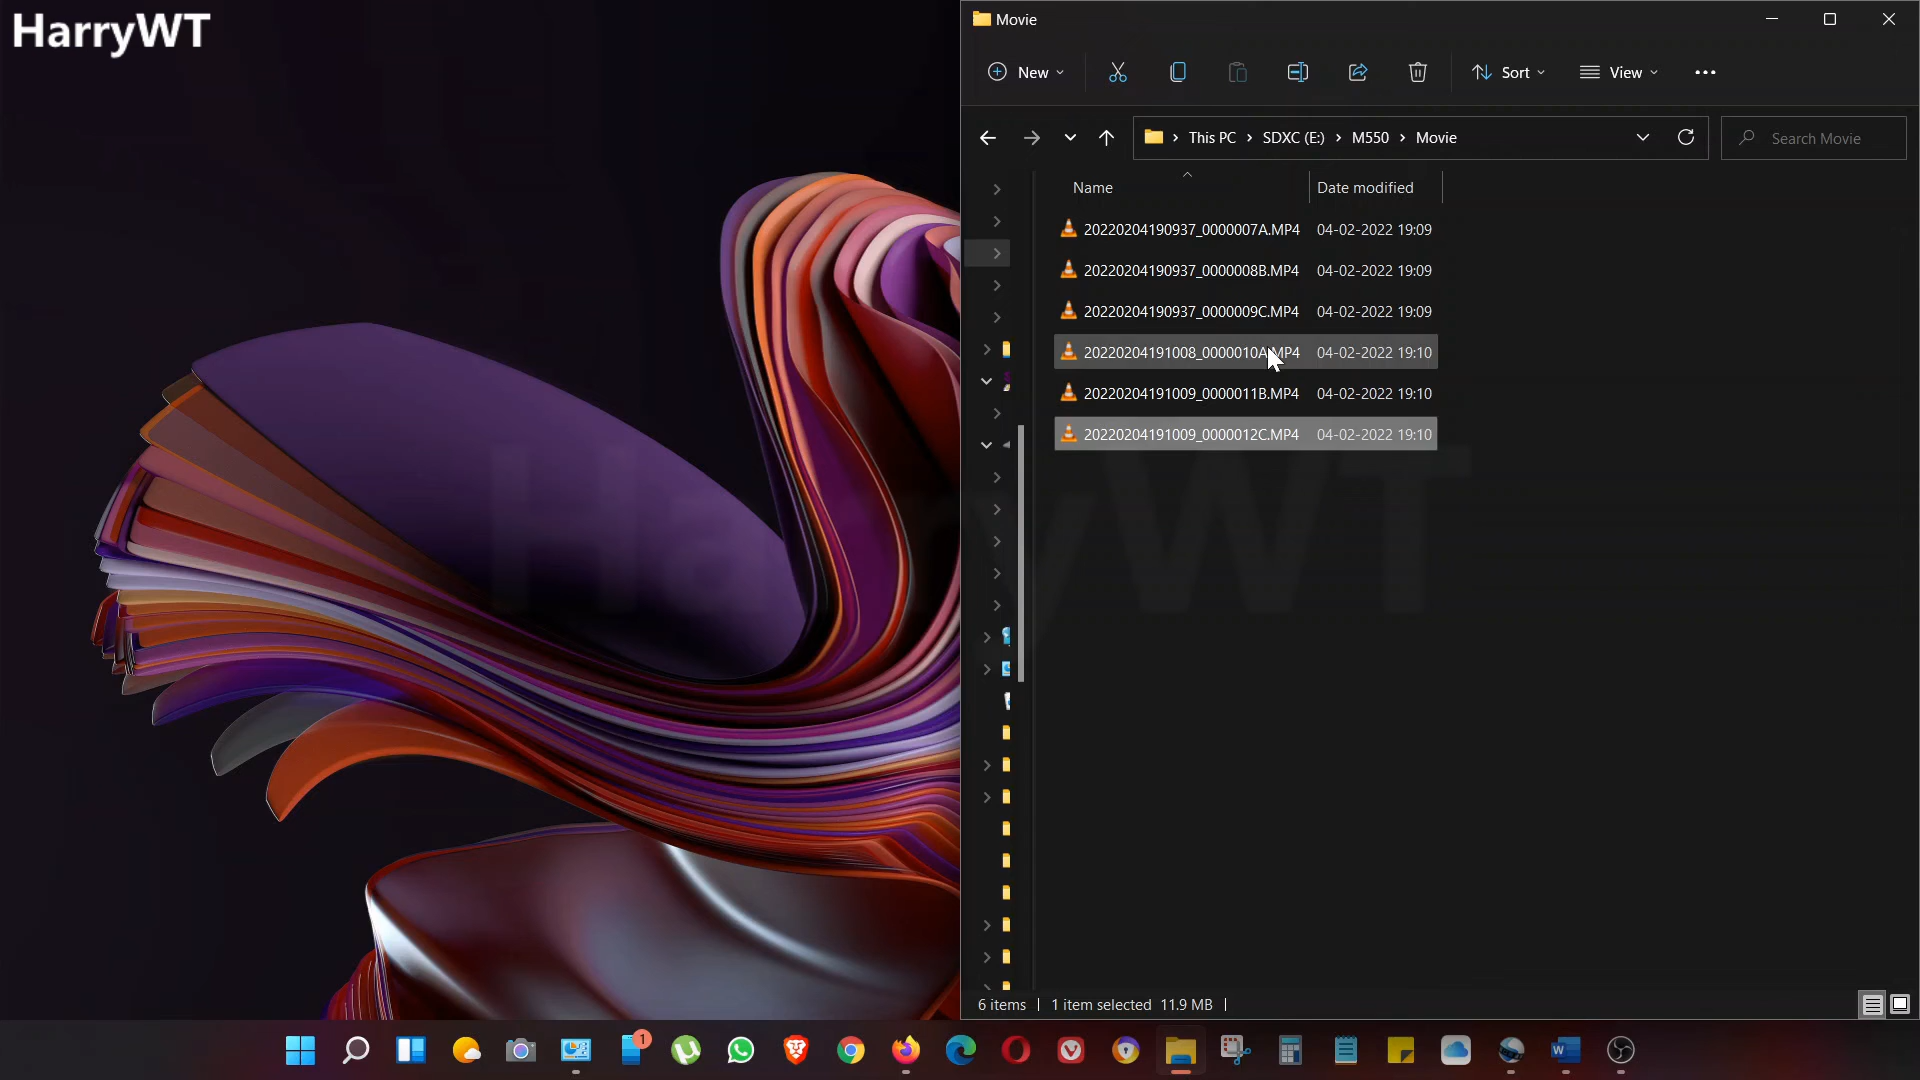 HarryWT
Movie
New
Sort
View
This PC
SDXC (E:)
M550
Movie
Search Movie
Name
Date modified
20220204190937_0000007A.MP4 04-02-2022 19:09
20220204190937_0000008B.MP4 04-02-2022 19:09
20220204190937_0000009C.MP4 04-02-2022 19:09
20220204191008_0000010A.MP4 04-02-2022 19:10
20220204191009_0000011B.MP4 04-02-2022 19:10
20220204191009_0000012C.MP4 04-02-2022 19:10
HarryWT
6 items
1 item selected 11.9 MB
1
W